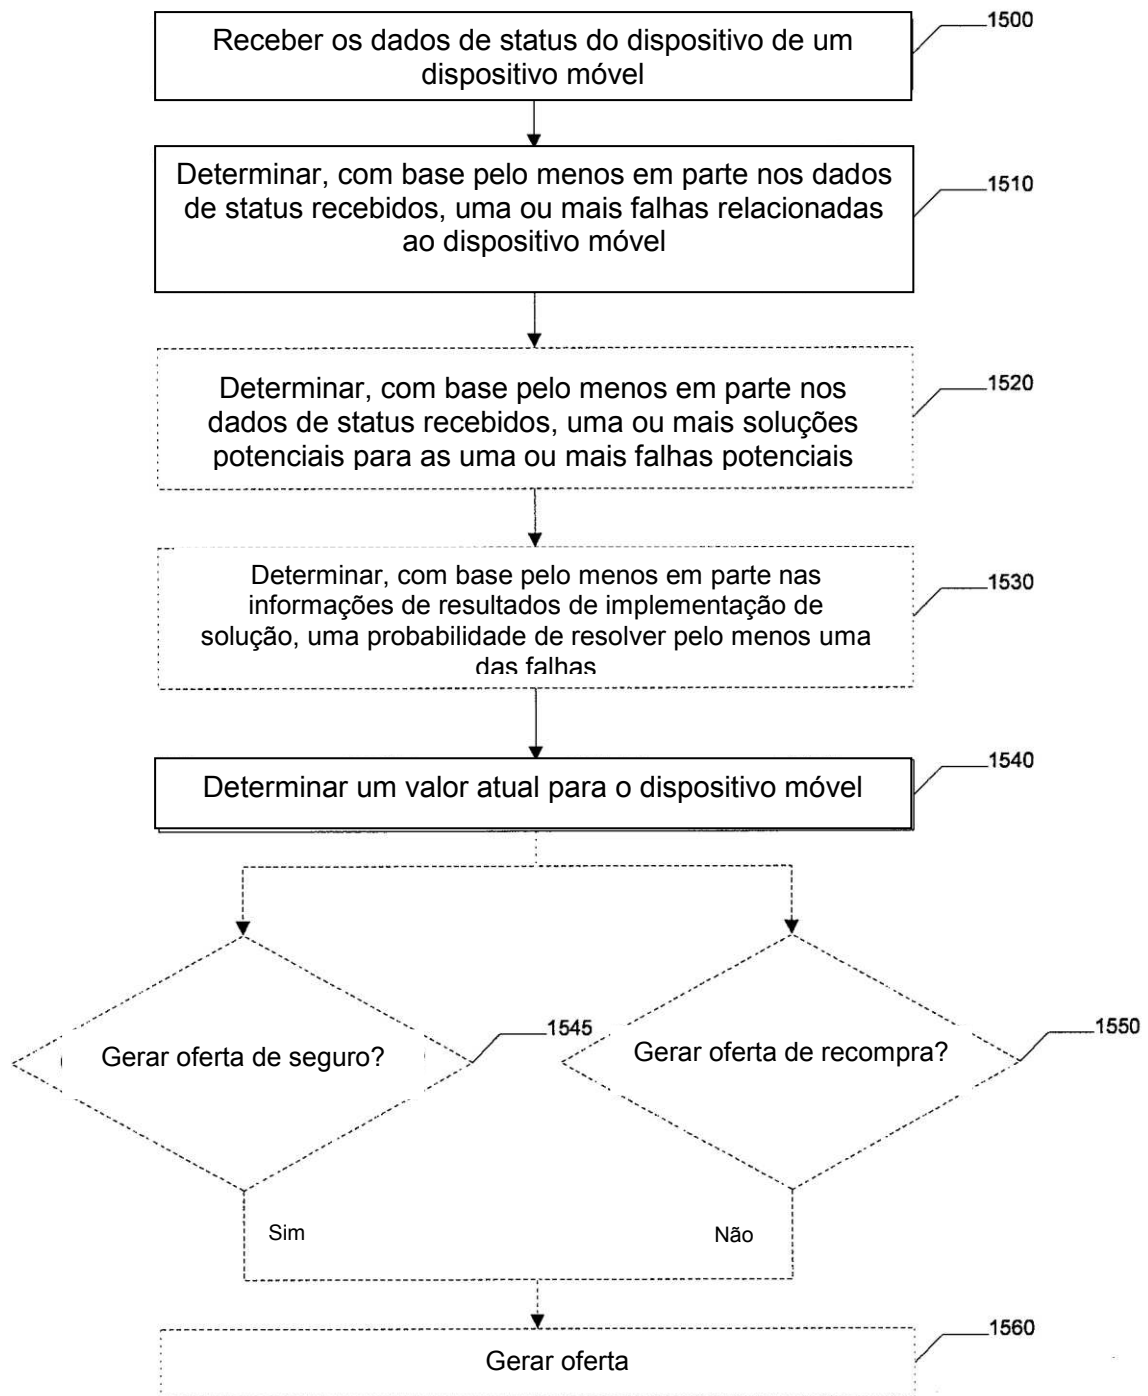 Receber os dados de status do dispositivo de um
dispositivo móvel
1500
Determinar, com base pelo menos em parte nos dados
de status recebidos, uma ou mais falhas relacionadas
ao dispositivo móvel
1510
Determinar, com base pelo menos em parte nos
dados de status recebidos, uma ou mais soluções
potenciais para as uma ou mais falhas potenciais
1520
Determinar, com base pelo menos em parte nas
informações de resultados de implementação de
solução, uma probabilidade de resolver pelo menos uma
das falhas
1530
Determinar um valor atual para o dispositivo móvel
1540
Gerar oferta de seguro?
1545
Gerar oferta de recompra?
1550
Sim
Não
Gerar oferta
1560